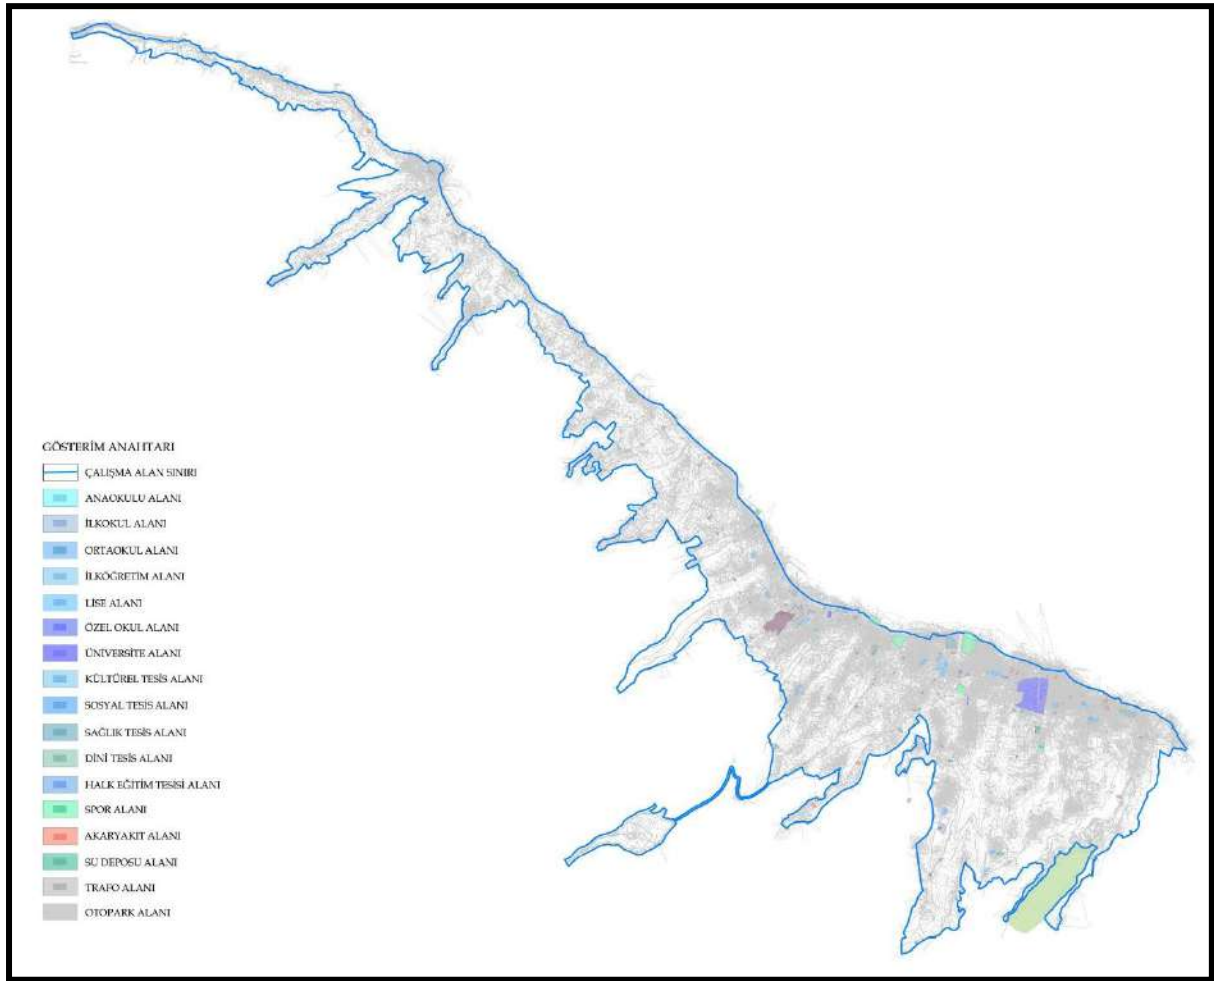 GÖSTERİM ANAHTARI
ÇALIŞMA ALAN SINIRI
ANAOKULU ALANI
İLKOKUL ALANI
ORTAOKUL ALANI
İLKÖĞRETİM ALANI
LİSE ALANI
ÖZEL OKUL ALANI
ÜNİVERSİTE ALANI
KÜLTÜREL TESİS ALANI
SOSYAL TESİS ALANI
SAĞLIK TESİS ALANI
DİNİ TESİS ALANI
HALK EĞİTİM TESİSİ ALANI
SPOR ALANI
AKARYAKIT ALANI
SU DEPOSU ALANI
TRAFO ALANI
OTOPARK ALANI